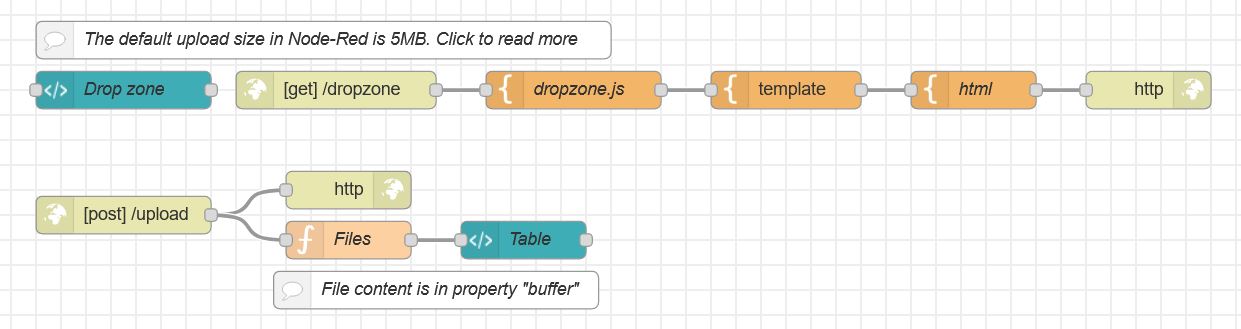 The default upload size in Node-Red is 5MB. Click to read more
Drop zone
[get] /dropzone
dropzone.js
template
html
http
http
[post] /upload
Files
Table
File content is in property "buffer"